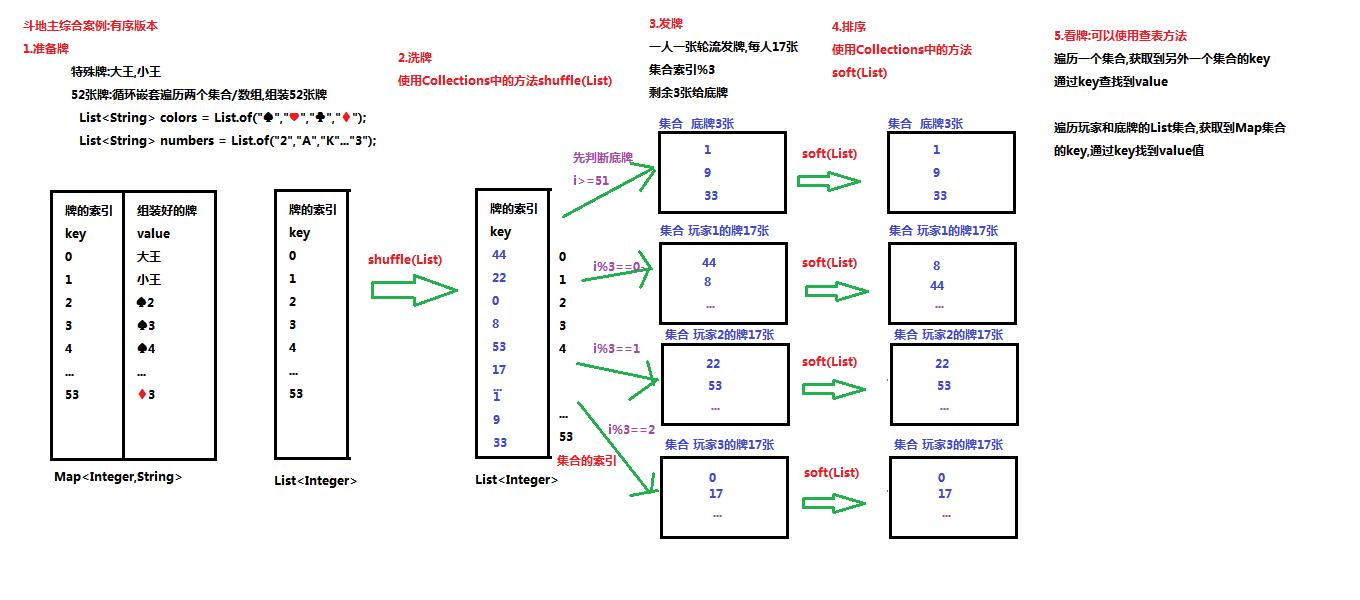 斗地主综合案例:有序版本
1.准备牌
特殊牌:大王,小王
52张牌:循环嵌套遍历两个集合/数组,组装52张牌
List<String> colors = List.of("♠","♥","♣","♦");
List<String> numbers = List.of("2","A","K"..."3");
牌的索引
key
0
1
2
3
4
...
53
组装好的牌
value
大王
小王
♠2
♠3
♠4
...
♦3
Map<Integer,String>
牌的索引
key
0
1
2
3
4
...
53
List<Integer>
2.洗牌
使用Collections中的方法shuffle(List)
shuffle(List)
牌的索引
key
44
22
0
8
53
17
...
1
9
33
List<Integer>
0
1
2
3
4
...
53
集合的索引
3.发牌
一人一张轮流发牌,每人17张
集合索引%3
剩余3张给底牌
先判断底牌
i>=51
i%3==0
i%3==1
i%3==2
集合 底牌3张
1
9
33
集合 玩家1的牌17张
44
8
...
集合 玩家2的牌17张
22
53
...
集合 玩家3的牌17张
0
17
...
4.排序
使用Collections中的方法
soft(List)
soft(List)
soft(List)
soft(List)
soft(List)
集合 底牌3张
1
9
33
集合 玩家1的牌17张
8
44
...
集合 玩家2的牌17张
22
53
...
集合 玩家3的牌17张
0
17
...
5.看牌:可以使用查表方法
遍历一个集合,获取到另外一个集合的key
通过key查找到value
遍历玩家和底牌的List集合,获取到Map集合
的key,通过key找到value值